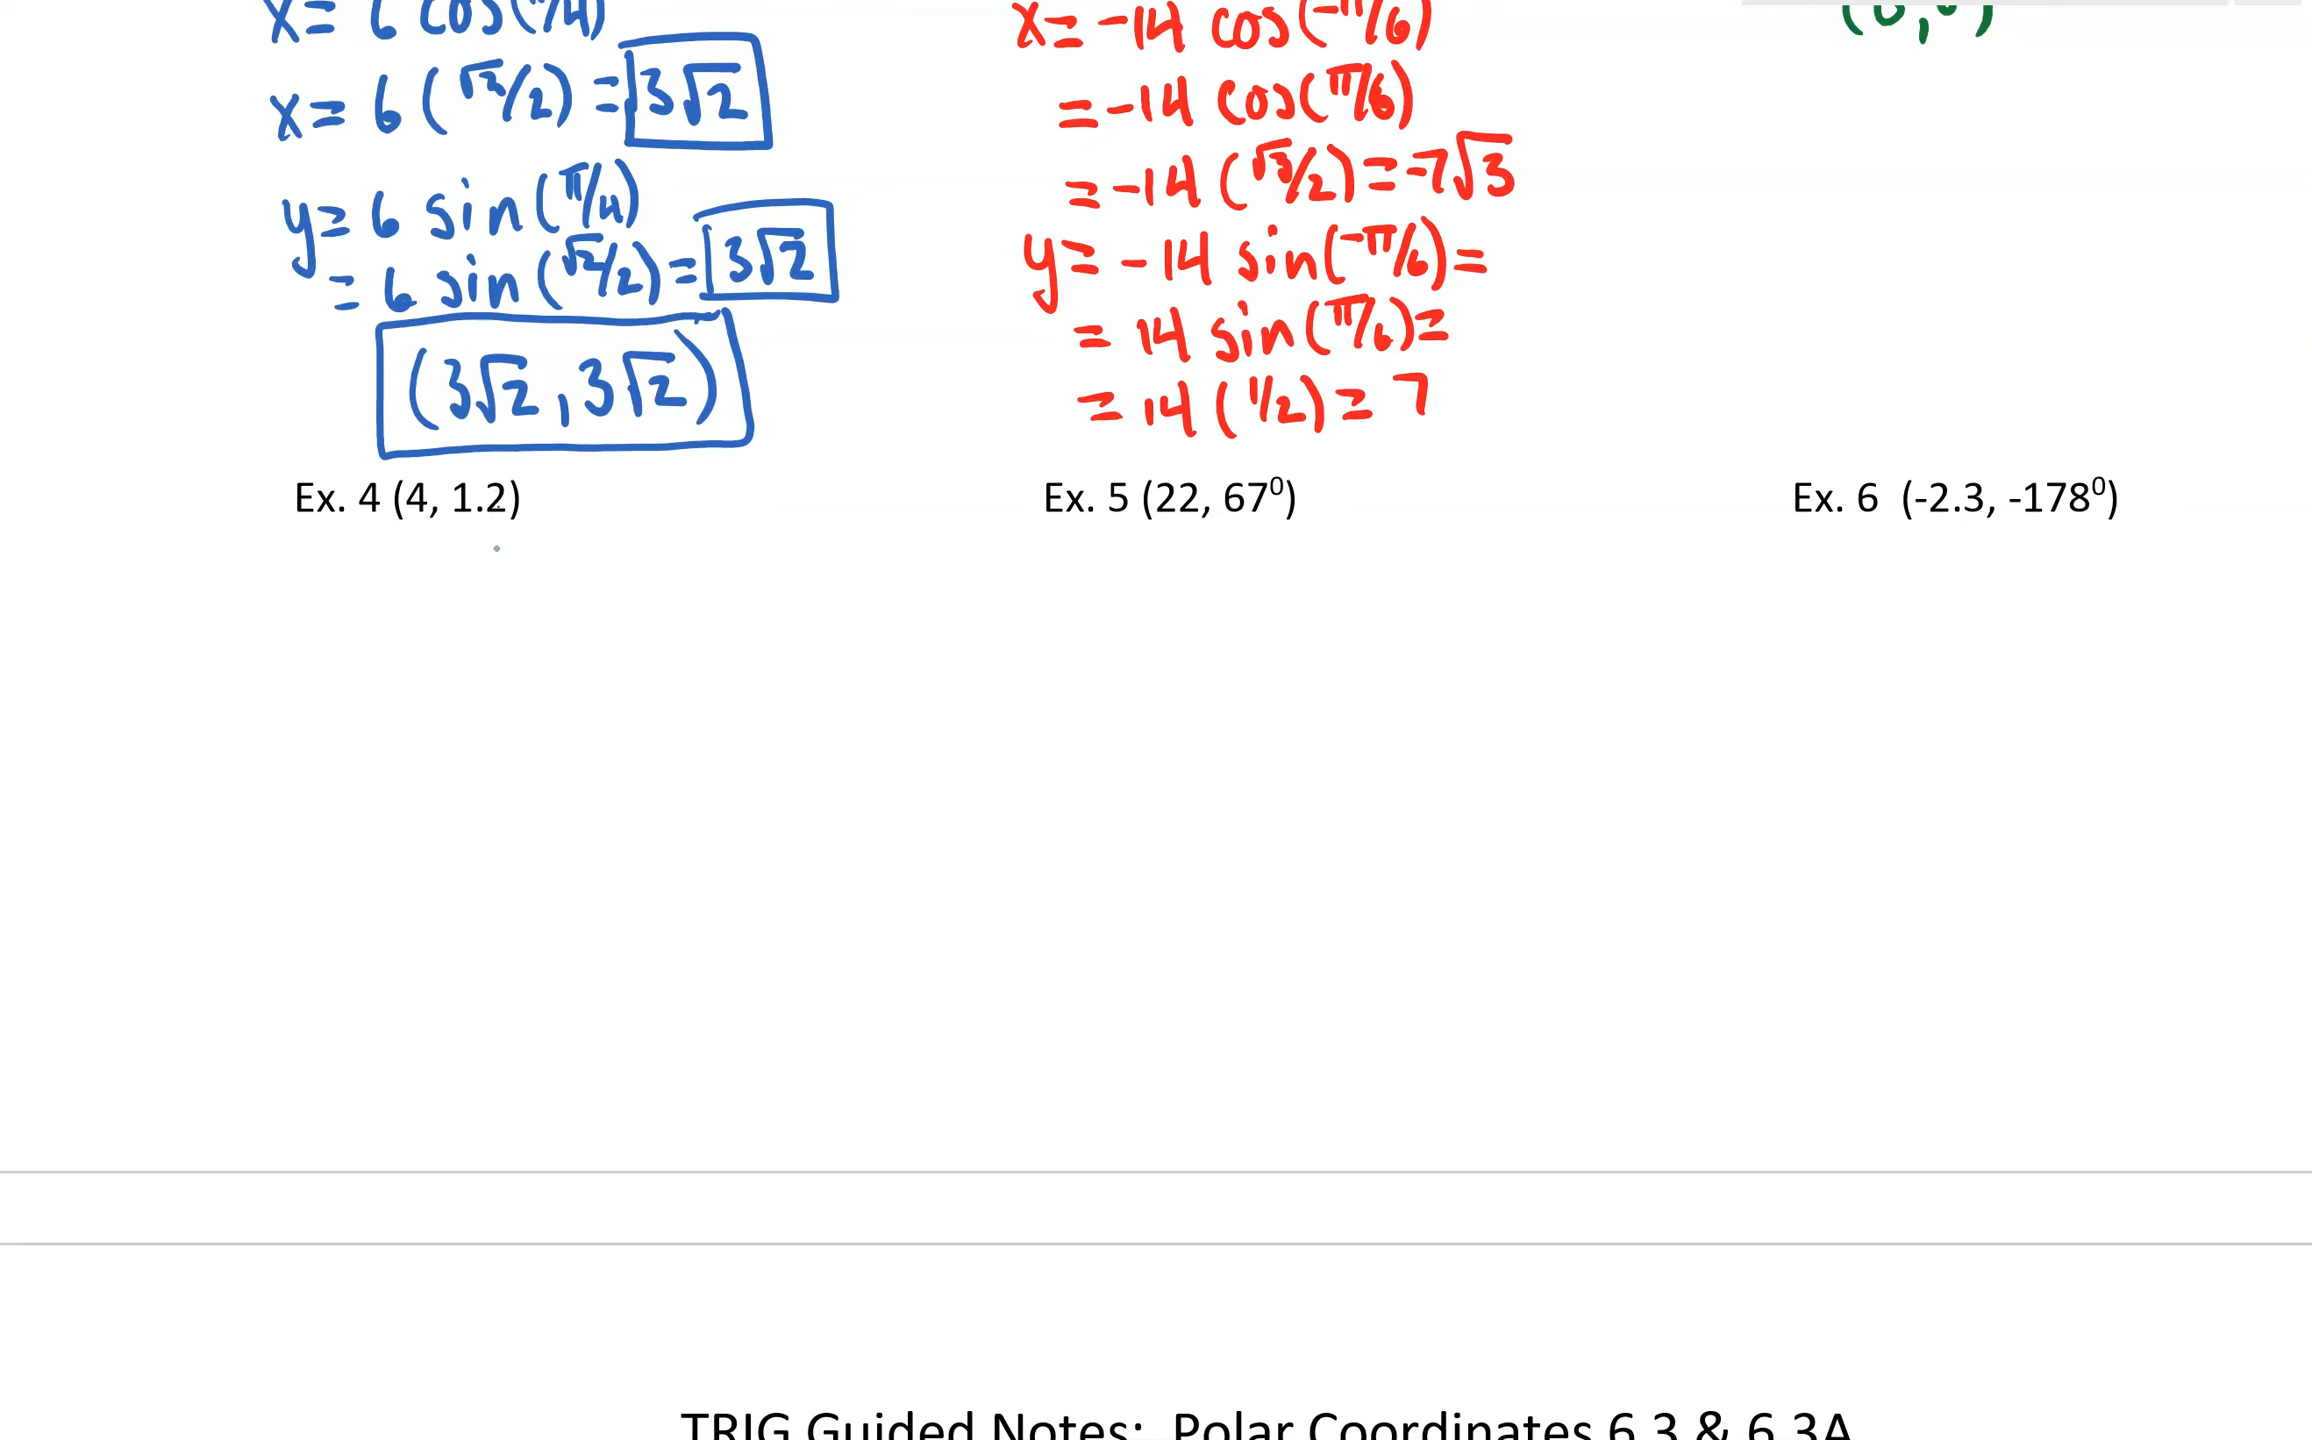 x= 6 cos(π/4)
x= 6 (√2/2) = 3√2
y= 6 sin(π/4)
= 6 sin(√2/2) = 3√2
(3√2, 3√2)
x= -14 cos(-π/6)
= -14 cos(π/6)
= -14 (√3/2) = -7√3
y= -14 sin(-π/6) =
= 14 sin(π/6) =
= 14 (1/2) = 7
Ex. 4 (4, 1.2)
Ex. 5 (22, 67⁰)
Ex. 6 (-2.3, -178⁰)
TRIG Guided Notes: Polar Coordinates 6.3 & 6.3A